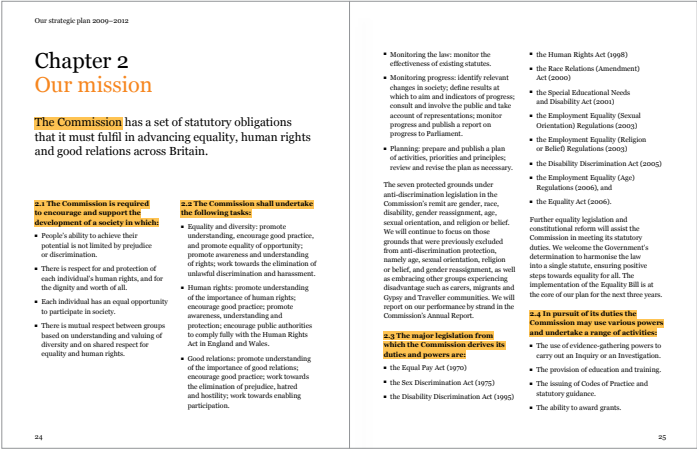 Our strategic plan 2009–2012
Chapter 2
Our mission
The Commission has a set of statutory obligations
that it must fulfil in advancing equality, human rights
and good relations across Britain.
2.1 The Commission is required
to encourage and support the
development of a society in which:
▪ People's ability to achieve their
potential is not limited by prejudice
or discrimination.
▪ There is respect for and protection of
each individual's human rights, and for
the dignity and worth of all.
▪ Each individual has an equal opportunity
to participate in society.
▪ There is mutual respect between groups
based on understanding and valuing of
diversity and on shared respect for
equality and human rights.
2.2 The Commission shall undertake
the following tasks:
▪ Equality and diversity: promote
understanding, encourage good practice,
and promote equality of opportunity;
promote awareness and understanding of
rights; work towards the elimination of
unlawful discrimination and harassment.
▪ Human rights: promote understanding
of the importance of human rights;
encourage good practice; promote
awareness, understanding and
protection; encourage public authorities
to comply fully with the Human Rights
Act in England and Wales.
▪ Good relations: promote understanding
of the importance of good relations;
encourage good practice; work towards
the elimination of prejudice, hatred
and hostility; work towards enabling
participation.
24
▪ Monitoring the law: monitor the
effectiveness of existing statutes.
▪ Monitoring progress: identify relevant
changes in society; define results at
which to aim and indicators of progress;
consult and involve the public and take
account of representations; monitor
progress and publish a report on
progress to Parliament.
▪ Planning: prepare and publish a plan
of activities, priorities and principles;
review and revise the plan as necessary.
The seven protected grounds under
anti-discrimination legislation in the
Commission's remit are gender, race,
disability, gender reassignment, age,
sexual orientation, and religion or belief.
We will continue to focus on those
grounds that were previously excluded
from anti-discrimination protection,
namely age, sexual orientation, religion
or belief, and gender reassignment, as well
as embracing other groups experiencing
disadvantage such as carers, migrants and
Gypsy and Traveller communities. We will
report on our performance by strand in the
Commission's Annual Report.
2.3 The major legislation from
which the Commission derives its
duties and powers are:
▪ the Equal Pay Act (1970)
▪ the Sex Discrimination Act (1975)
▪ the Disability Discrimination Act (1995)
▪ the Human Rights Act (1998)
▪ the Race Relations (Amendment)
Act (2000)
▪ the Special Educational Needs
and Disability Act (2001)
▪ the Employment Equality (Sexual
Orientation) Regulations (2003)
▪ the Employment Equality (Religion
or Belief) Regulations (2003)
▪ the Disability Discrimination Act (2005)
▪ the Employment Equality (Age)
Regulations (2006), and
▪ the Equality Act (2006).
Further equality legislation and
constitutional reform will assist the
Commission in meeting its statutory
duties. We welcome the Government's
determination to harmonise the law
into a single statute, ensuring positive
steps towards equality for all. The
implementation of the Equality Bill is at
the core of our plan for the next three years.
2.4 In pursuit of its duties the
Commission may use various powers
and undertake a range of activities:
▪ The use of evidence-gathering powers to
carry out an Inquiry or an Investigation.
▪ The provision of education and training.
▪ The issuing of Codes of Practice and
statutory guidance.
▪ The ability to award grants.
25